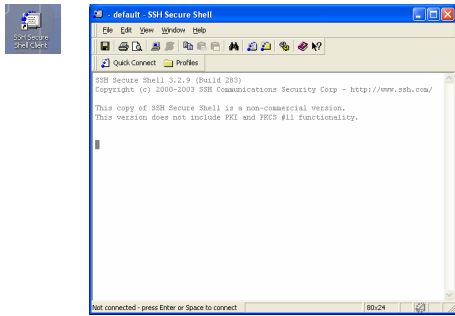 SSH Secure
Shell Client
- default - SSH Secure Shell
File Edit View Window Help
Quick Connect Profiles
SSH Secure Shell 3.2.9 (Build 283)
Copyright (c) 2000-2003 SSH Communications Security Corp - http://www.ssh.com/
This copy of SSH Secure Shell is a non-commercial version.
This version does not include PKI and PKCS #11 functionality.
Not connected - press Enter or Space to connect 80x24